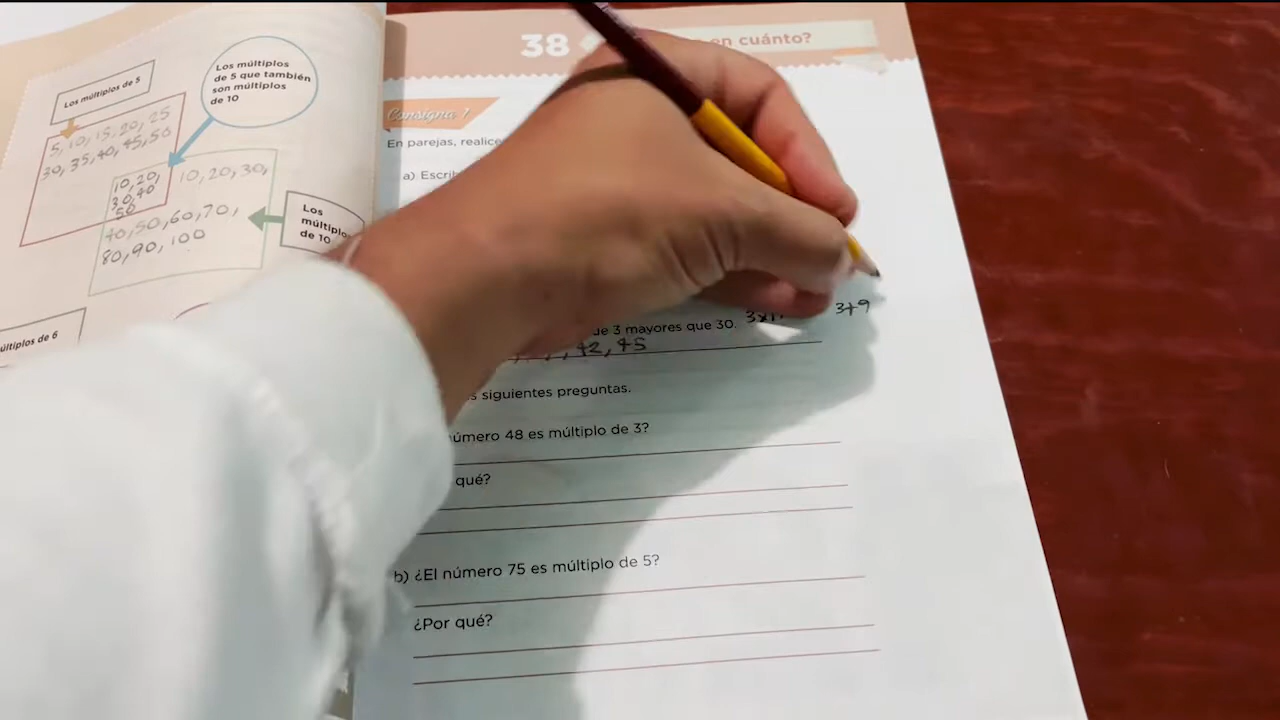 Los múltiplos de 5
Los múltiplos
de 5 que también
son múltiplos
de 10
5, 10, 15, 20, 25
30, 35, 40, 45, 50
10, 20,
30, 40
50
10, 20, 30,
40, 50, 60, 70,
80, 90, 100
Los
múltiplo
de 10
últiplos de 6
38
en cuánto?
Consigna 1
En parejas, realice
a) Escrib
de 3 mayores que 30.
3+9
42, 45
s siguientes preguntas.
úmero 48 es múltiplo de 3?
qué?
b) ¿El número 75 es múltiplo de 5?
¿Por qué?